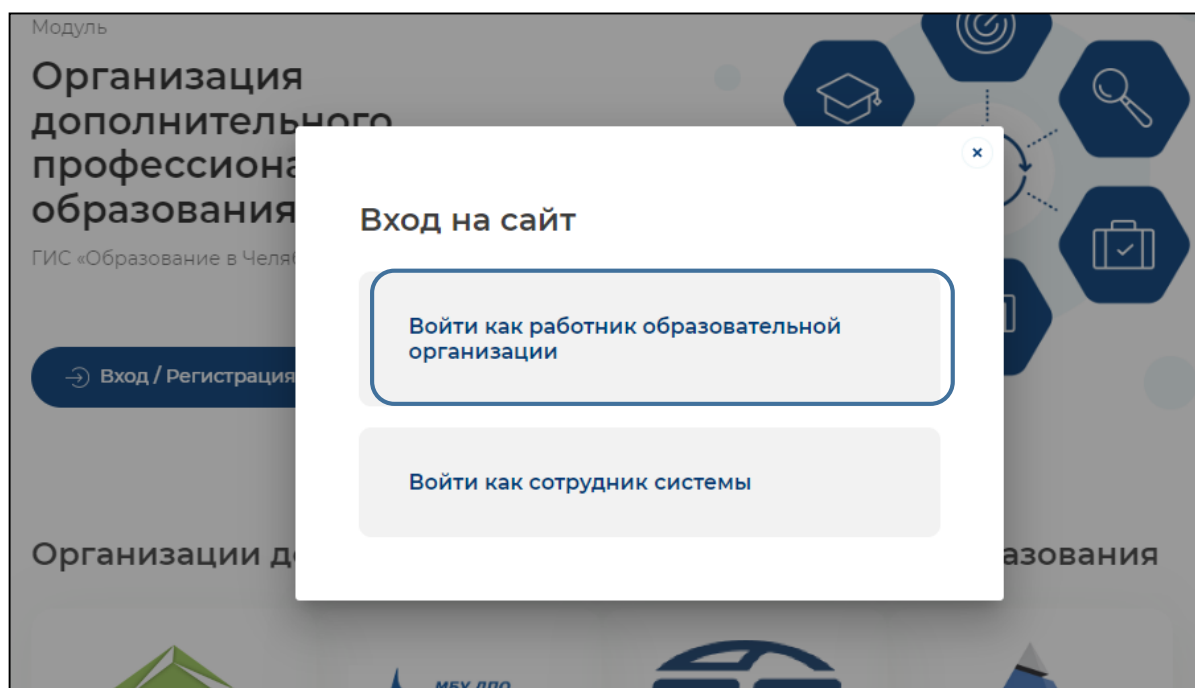 Модуль
Организация
дополнительного
профессиона
образования
ГИС «Образование в Челя
Вход / Регистрация
Вход на сайт
Войти как работник образовательной
организации
Войти как сотрудник системы
Организации д
азования
МБУ ДПО